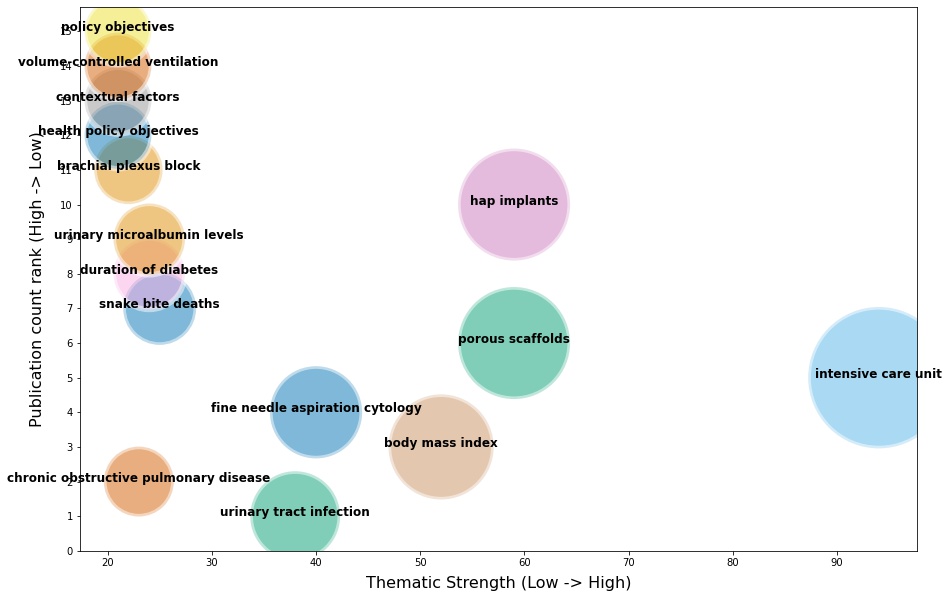 policy objectives
15
volume-controlled ventilation
14
contextual factors
13
health policy objectives
12
brachial plexus block
11
hap implants
10
urinary microalbumin levels
9
duration of diabetes
8
snake bite deaths
7
porous scaffolds
6
intensive care unit
5
fine needle aspiration cytology
4
body mass index
3
chronic obstructive pulmonary disease
2
urinary tract infection
1
0
Publication count rank (High -> Low)
20 30 40 50 60 70 80 90
Thematic Strength (Low -> High)